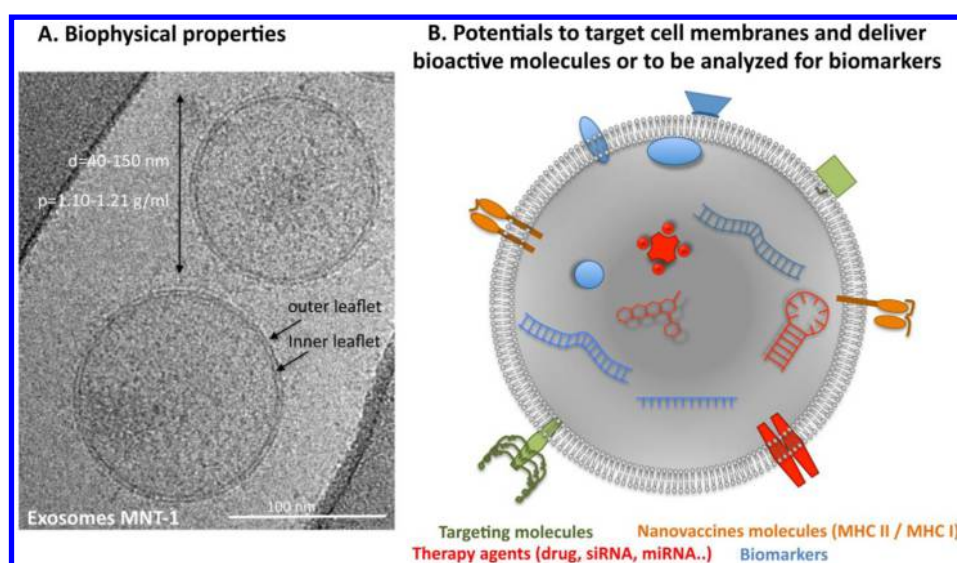 A. Biophysical properties
d=40-150 nm
p=1.10-1.21 g/ml
outer leaflet
Inner leaflet
Exosomes MNT-1
100 nm
B. Potentials to target cell membranes and deliver
bioactive molecules or to be analyzed for biomarkers
Targeting molecules
Nanovaccines molecules (MHC II / MHC I)
Therapy agents (drug, siRNA, miRNA..)
Biomarkers